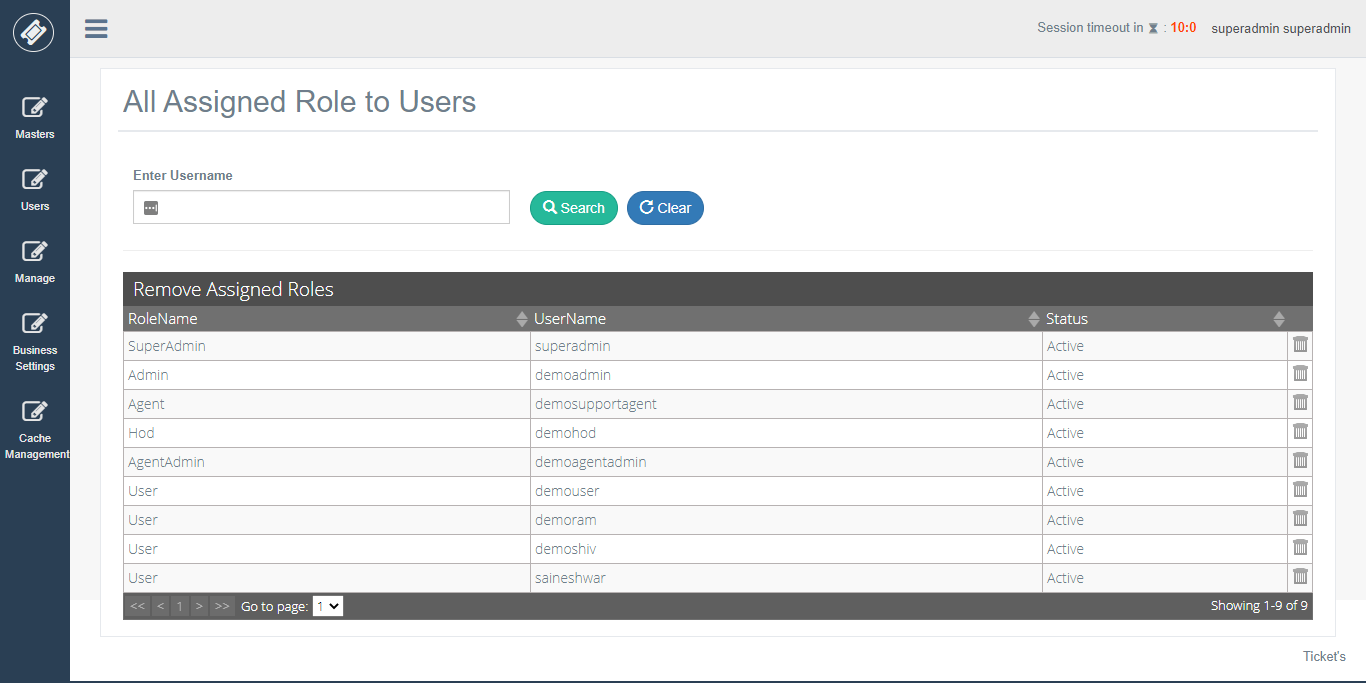 Session timeout in : 10:0 superadmin superadmin
Masters
Users
Manage
Business
Settings
Cache
Management
All Assigned Role to Users
Enter Username
Search Clear
Remove Assigned Roles
RoleName UserName Status
SuperAdmin superadmin Active
Admin demoadmin Active
Agent demosupportagent Active
Hod demohod Active
AgentAdmin demoagentadmin Active
User demouser Active
User demoram Active
User demoshiv Active
User saineshwar Active
<< < 1 > >> Go to page: 1 Showing 1-9 of 9
Ticket's